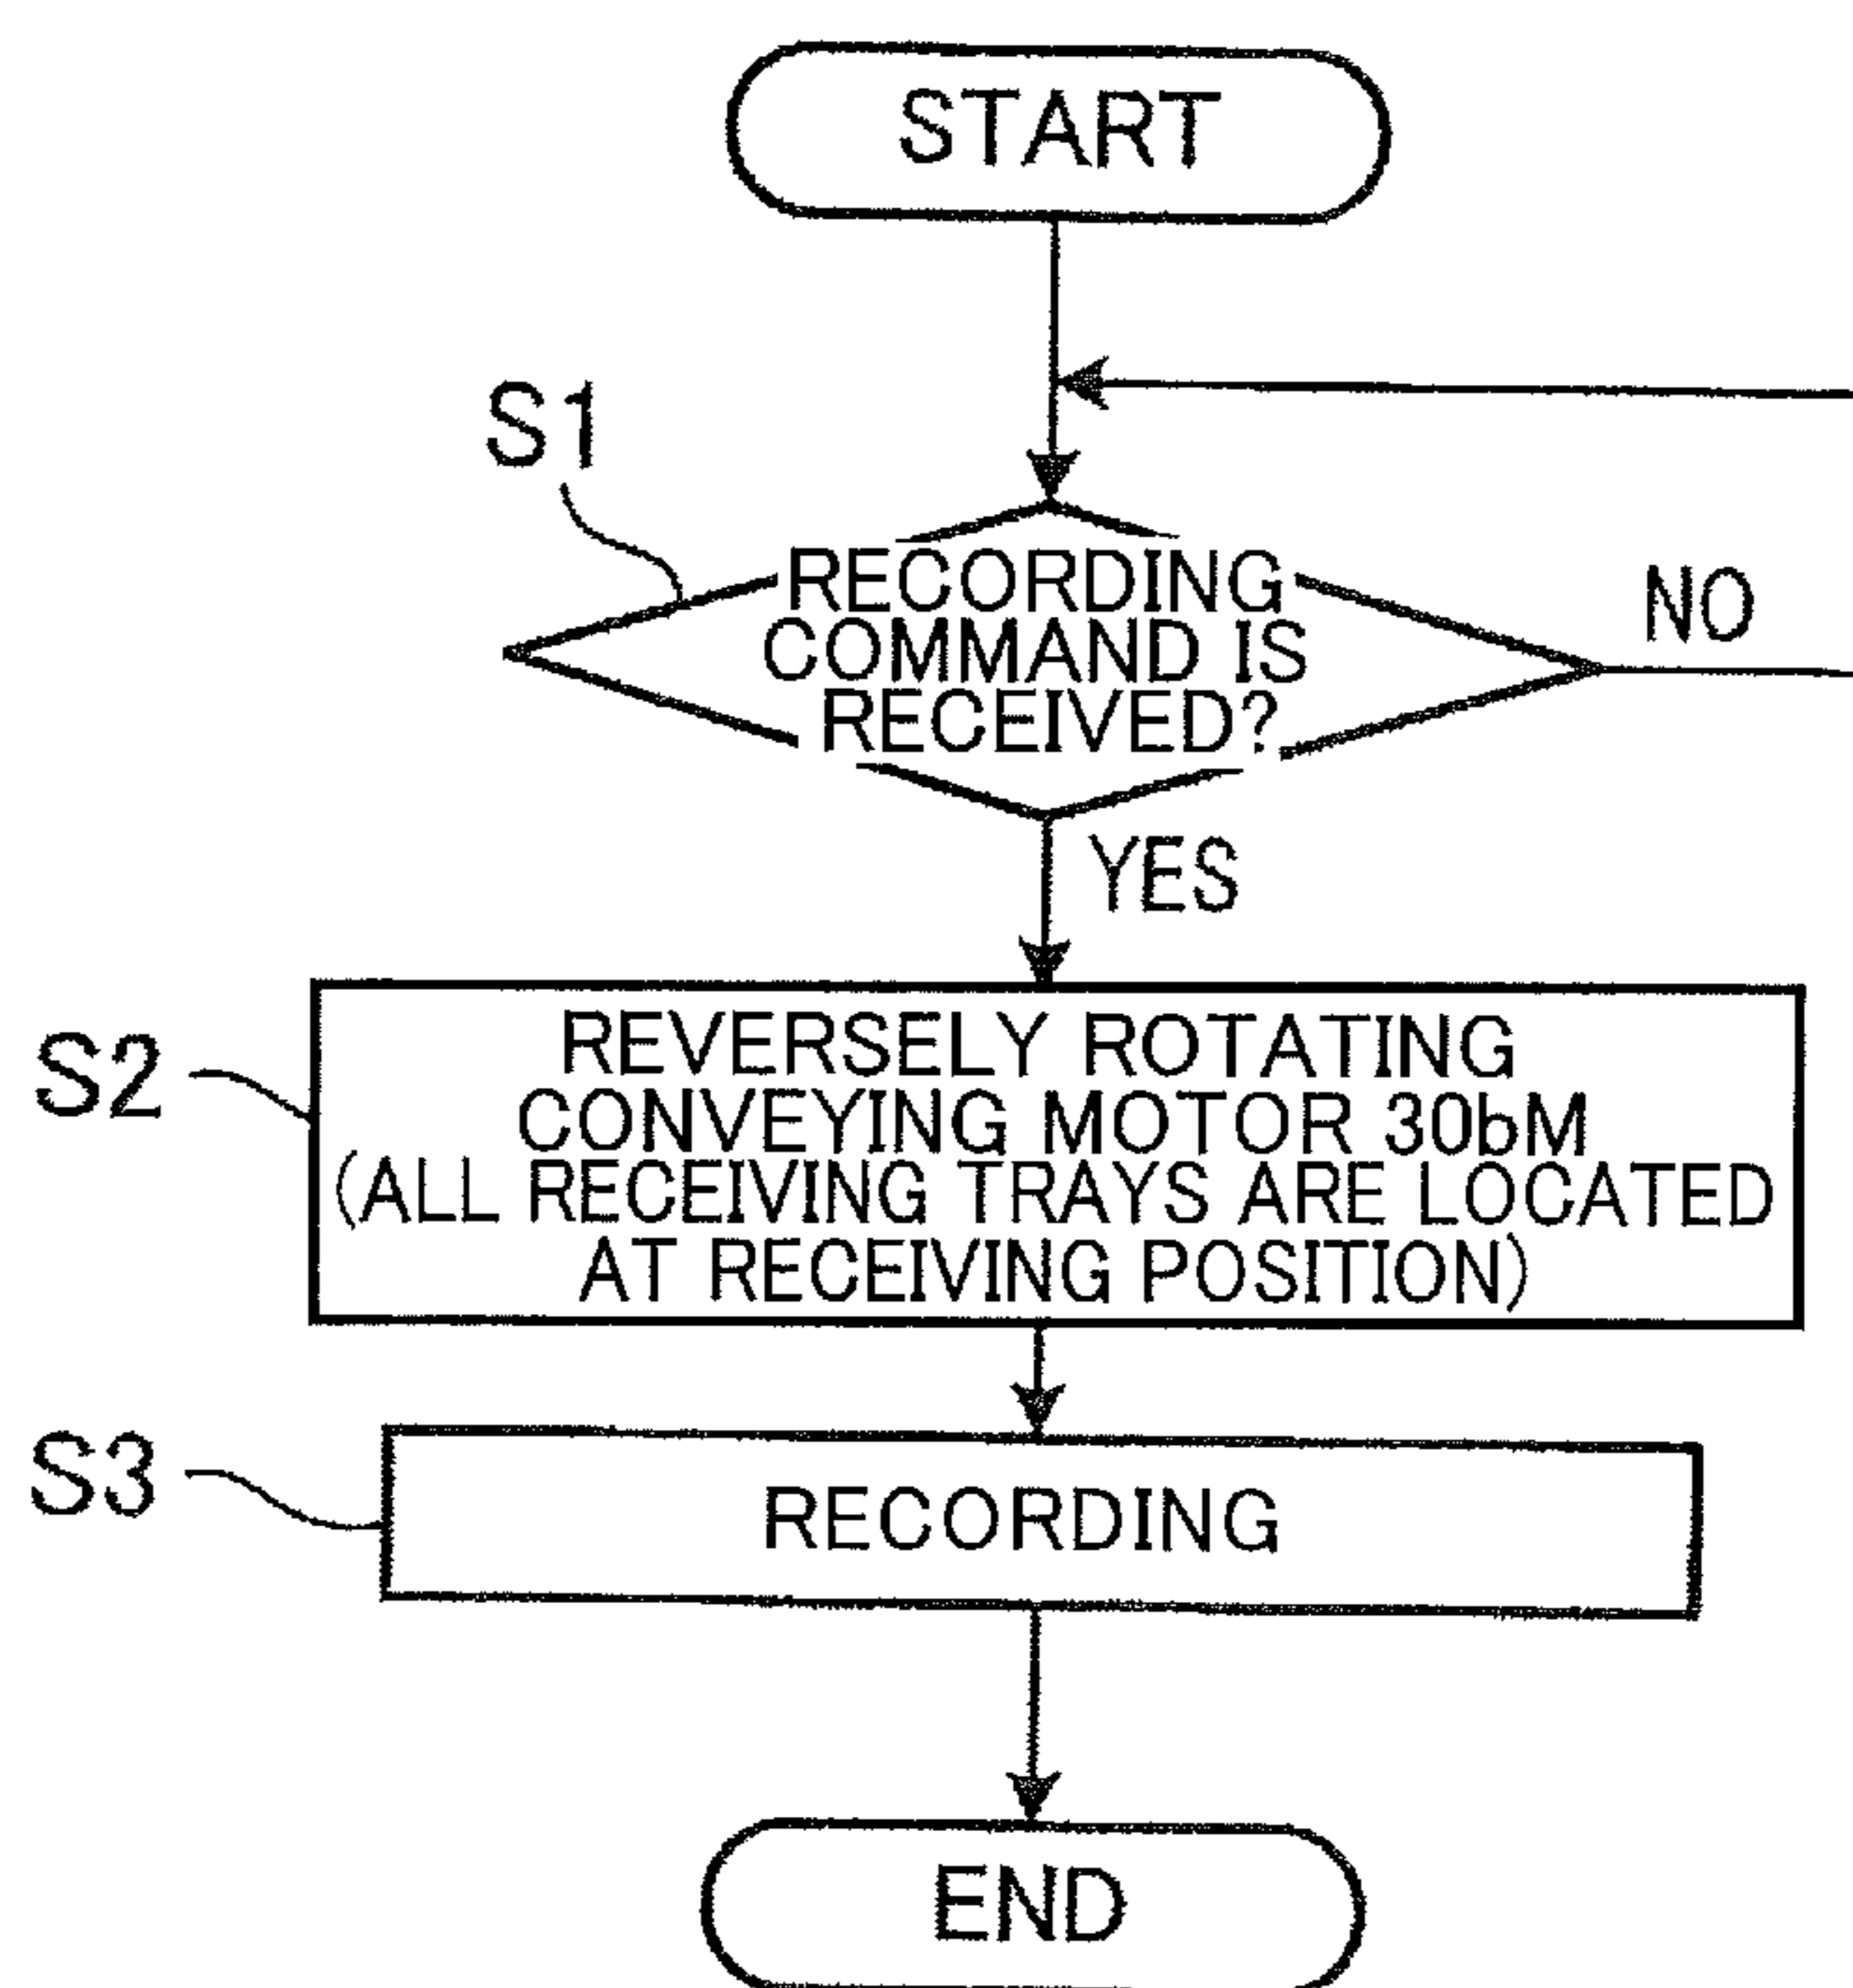 START
S1
RECORDING
COMMAND IS
RECEIVED?
NO
YES
S2
REVERSELY ROTATING
CONVEYING MOTOR 30bM
(ALL RECEIVING TRAYS ARE LOCATED
AT RECEIVING POSITION)
S3
RECORDING
END